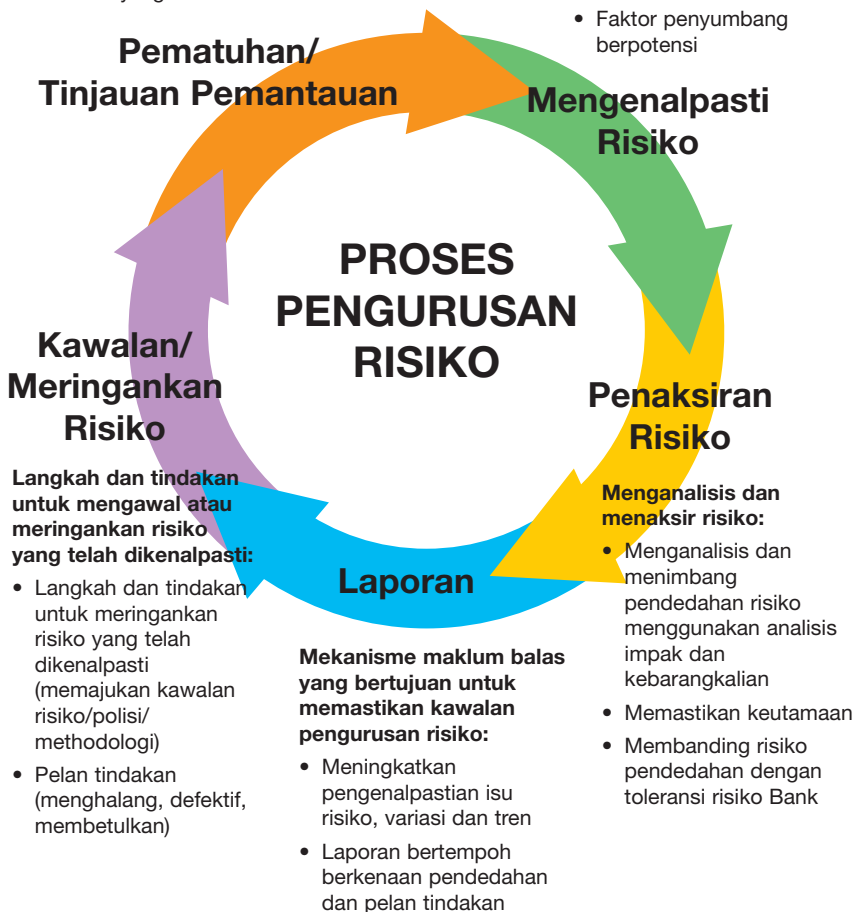 • Faktor penyumbang
berpotensi
Pematuhan/
Tinjauan Pemantauan
Mengenalpasti
Risiko
PROSES
PENGURUSAN
RISIKO
Kawalan/
Meringankan
Risiko
Langkah dan tindakan
untuk mengawal atau
meringankan risiko
yang telah dikenalpasti:
• Langkah dan tindakan
untuk meringankan
risiko yang telah
dikenalpasti
(memajukan kawalan
risiko/polisi/
methodologi)
• Pelan tindakan
(menghalang, defektif,
membetulkan)
Penaksiran
Risiko
Menganalisis dan
menaksir risiko:
• Menganalisis dan
menimbang
pendedahan risiko
menggunakan analisis
impak dan
kebarangkalian
• Memastikan keutamaan
• Membanding risiko
pendedahan dengan
toleransi risiko Bank
Laporan
Mekanisme maklum balas
yang bertujuan untuk
memastikan kawalan
pengurusan risiko:
• Meningkatkan
pengenalpastian isu
risiko, variasi dan tren
• Laporan bertempoh
berkenaan pendedahan
dan pelan tindakan